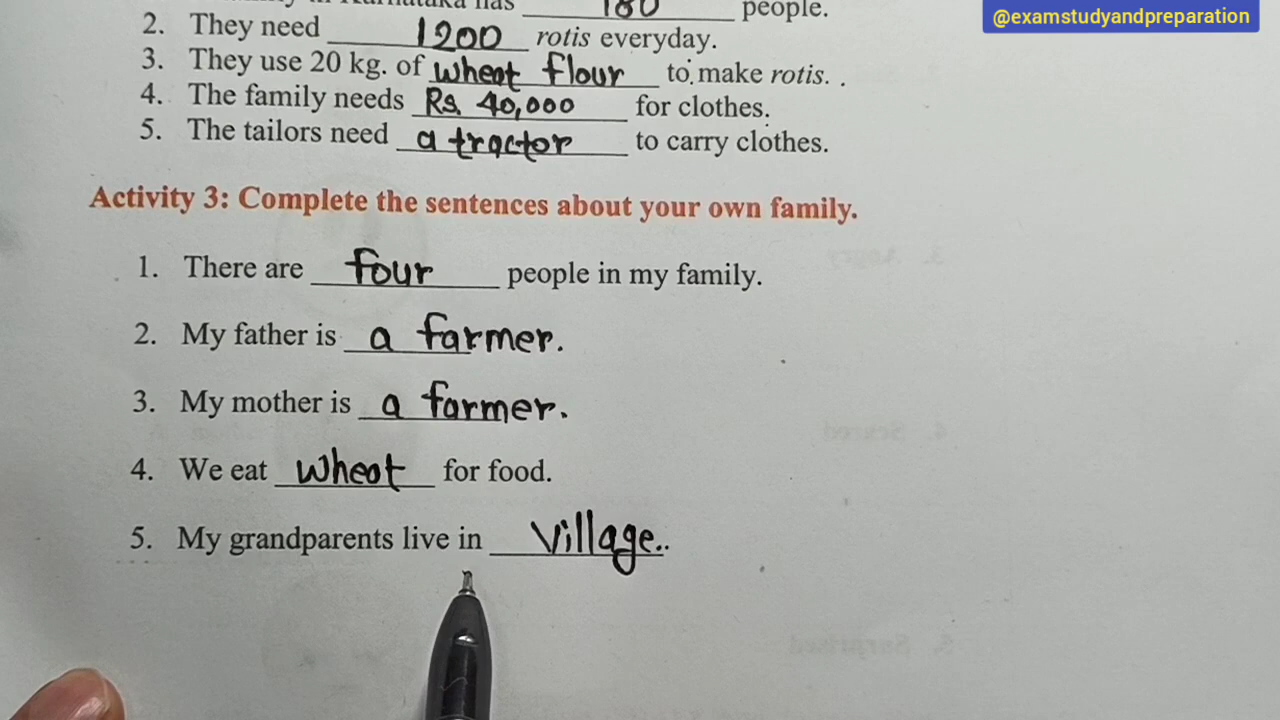 @examstudyandpreparation
has 180 people.
2. They need 1200 rotis everyday.
3. They use 20 kg. of wheat flour to make rotis. .
4. The family needs Rs. 40,000 for clothes.
5. The tailors need a tractor to carry clothes.
Activity 3: Complete the sentences about your own family.
1. There are four people in my family.
2. My father is a farmer.
3. My mother is a farmer.
4. We eat wheat for food.
5. My grandparents live in Village..